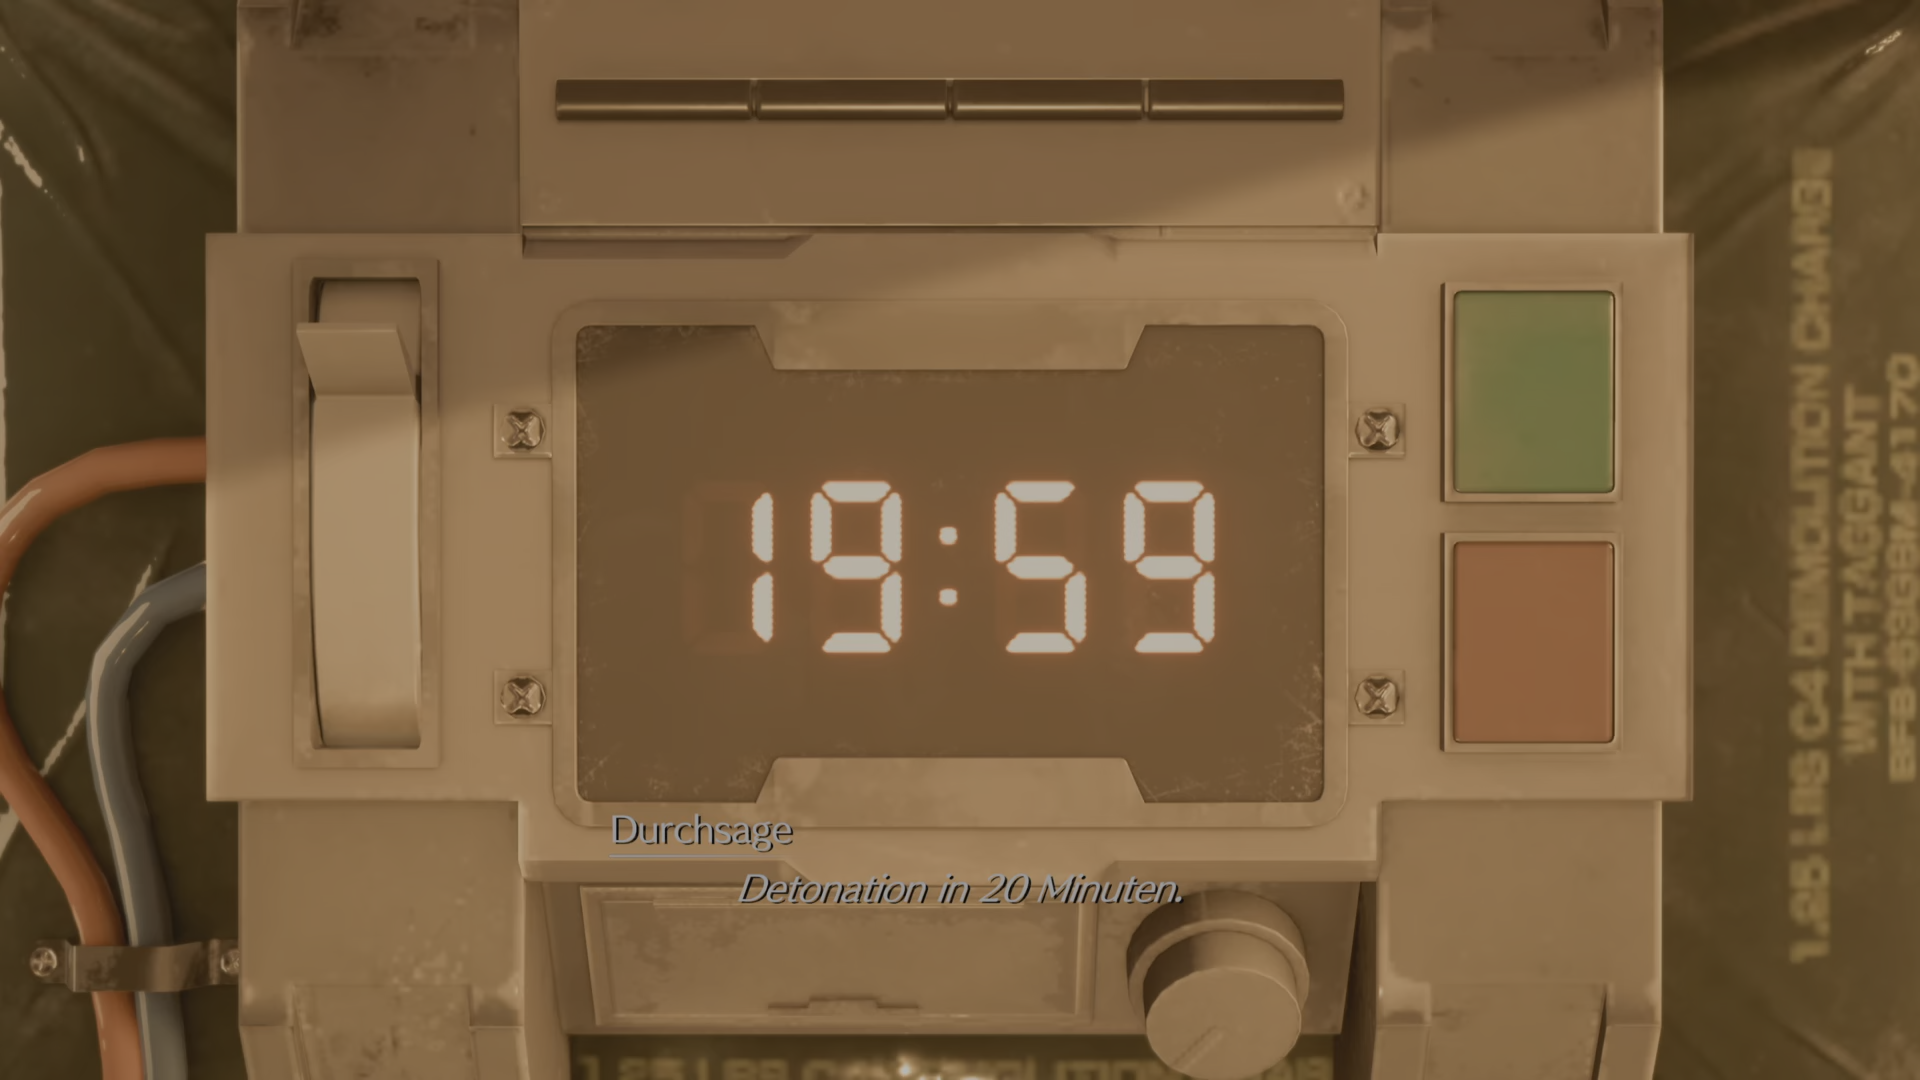 19:59
Durchsage
Detonation in 20 Minuten.
1.25 LBS C4 DEMOLITION CHARGE
WITH TAGGANT